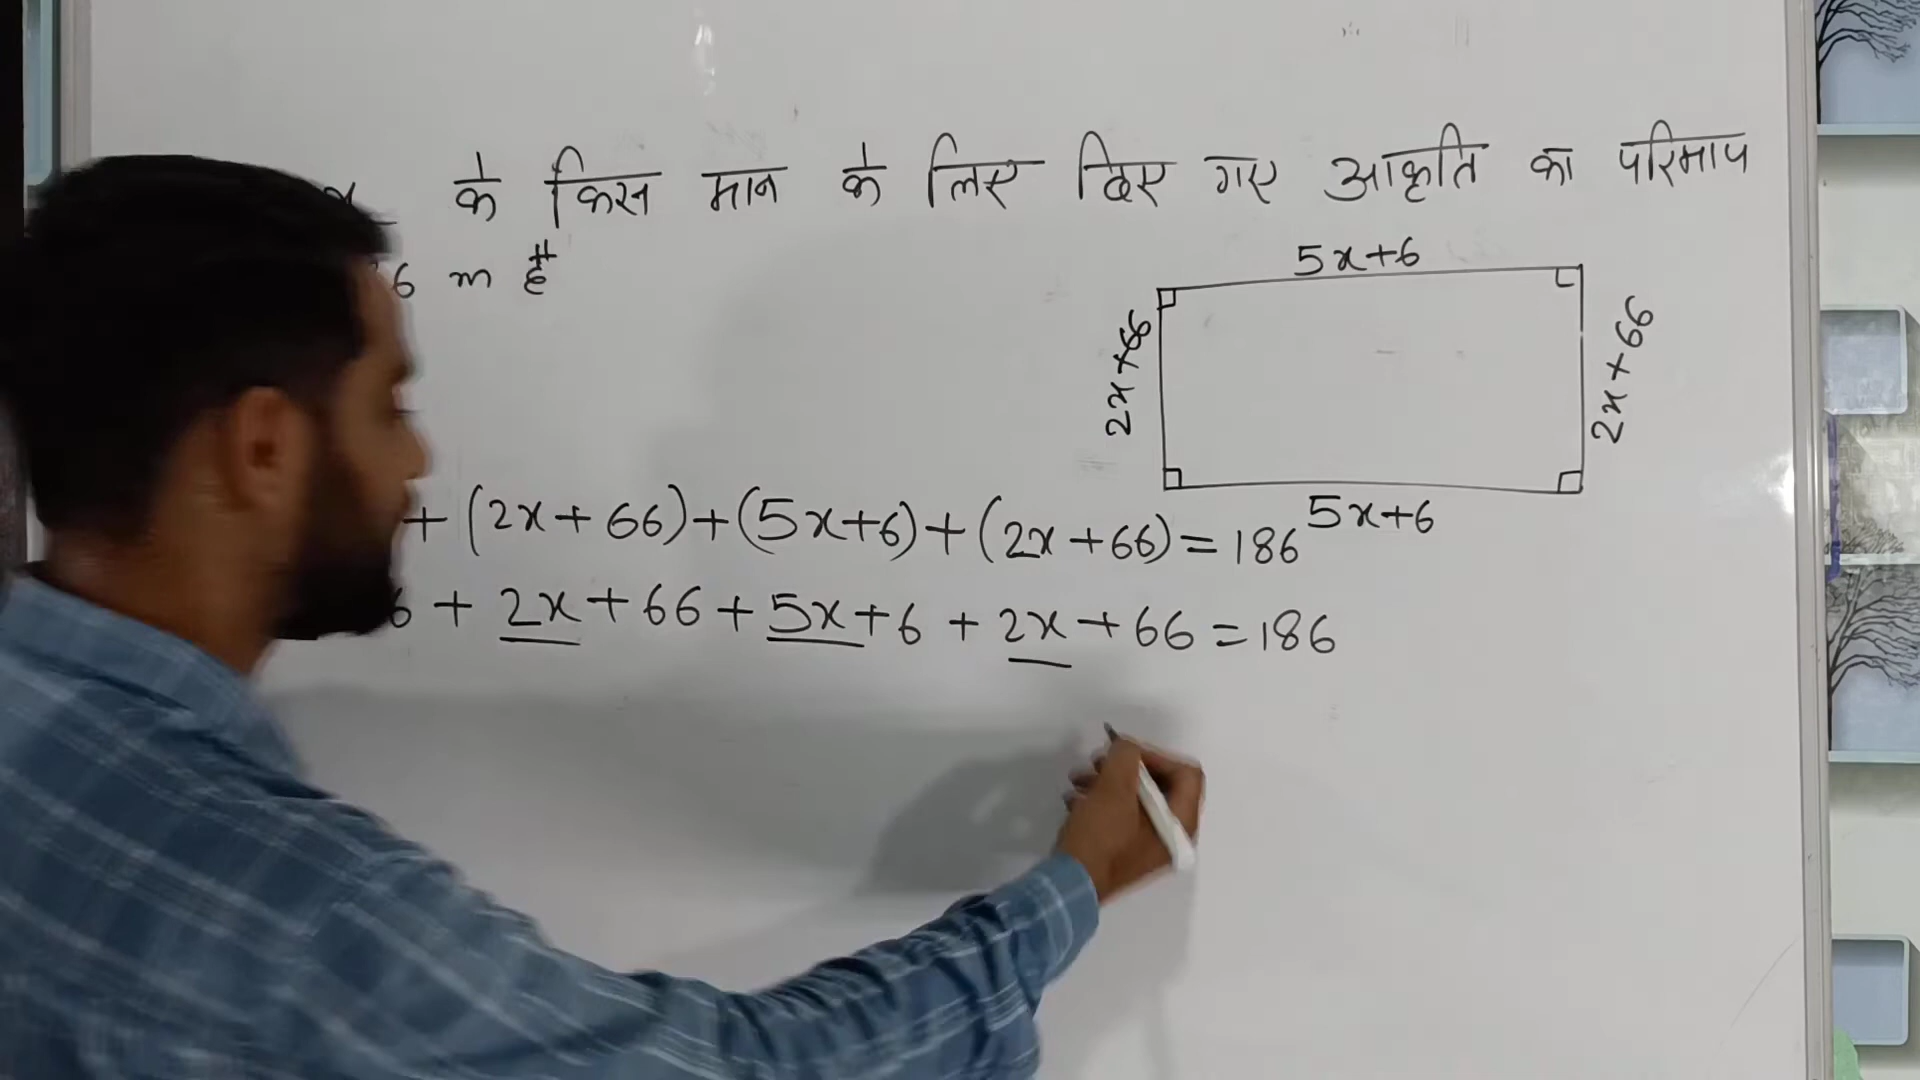 के किस मान के लिए दिए गए आकृति का परिमाप
6 m है
5x+6
2x+66
2x+66
5x+6
+ (2x+66)+(5x+6)+(2x+66)=186
6 + 2x+66+5x+6 + 2x+66=186